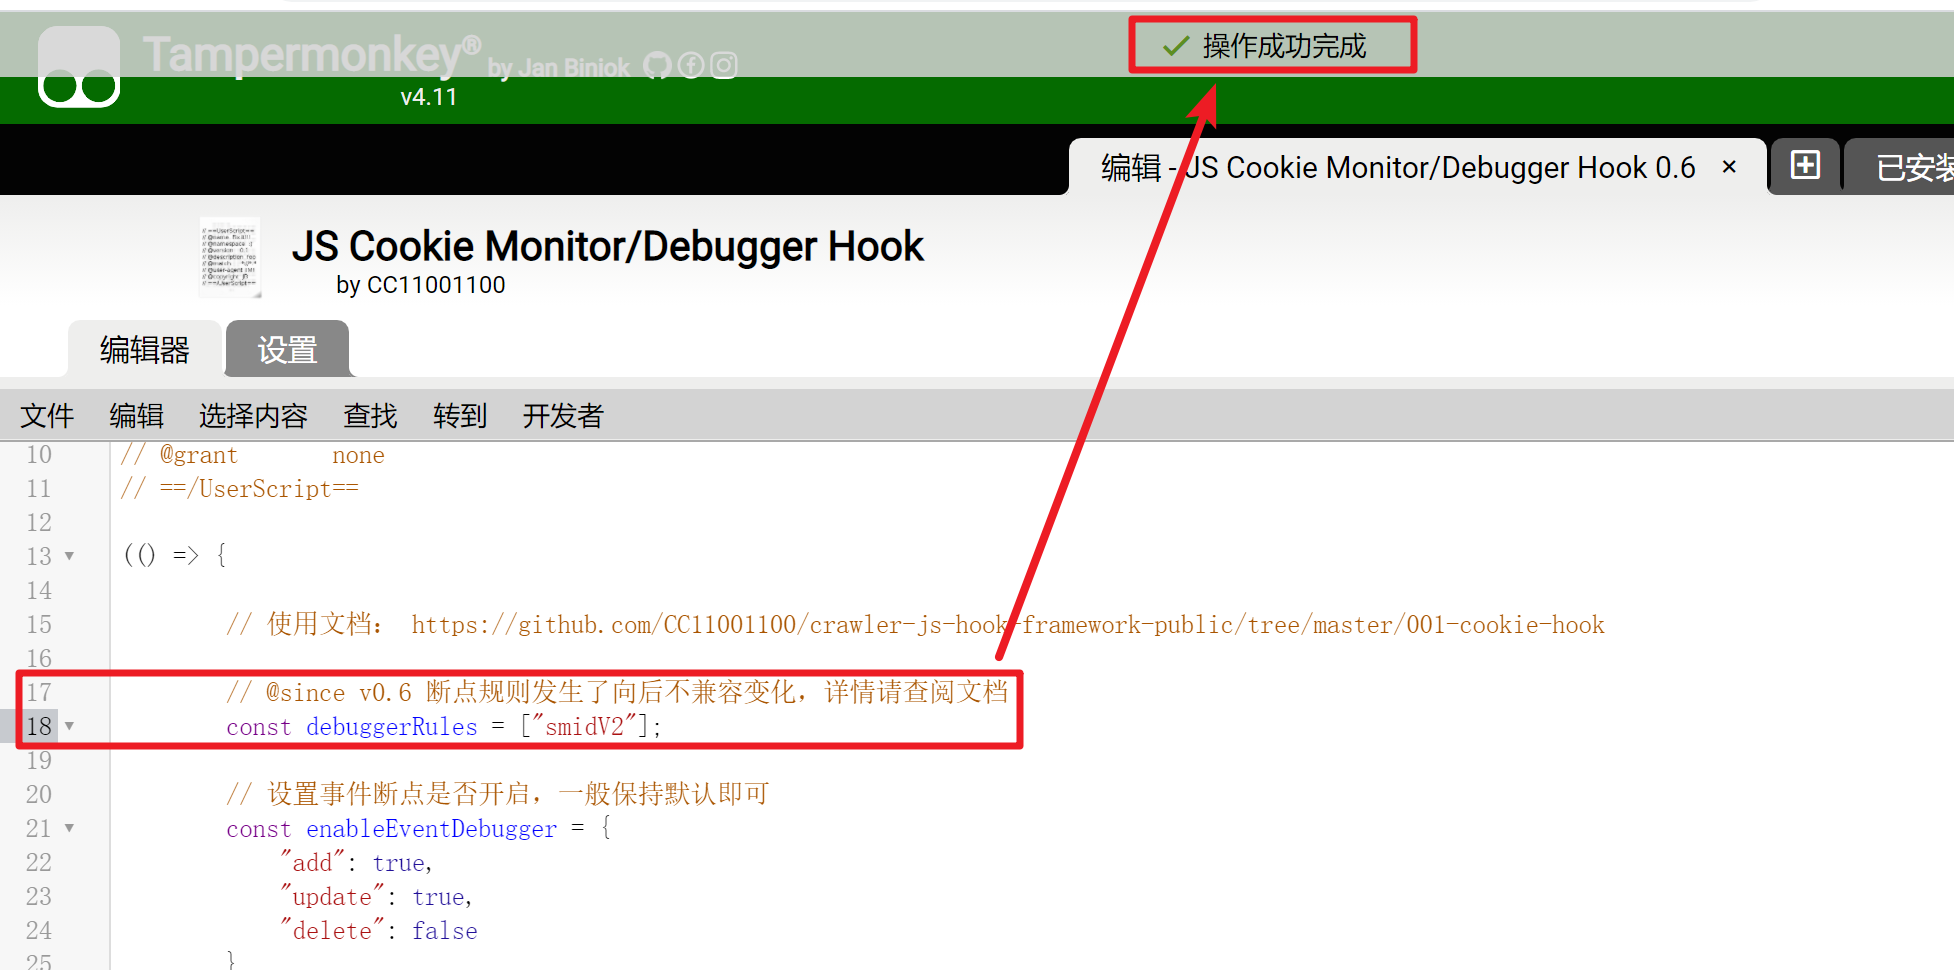 Tampermonkey® by Jan Biniok
✓ 操作成功完成
v4.11
编辑 - JS Cookie Monitor/Debugger Hook 0.6 ×
已安装
JS Cookie Monitor/Debugger Hook
by CC11001100
编辑器 设置
文件 编辑 选择内容 查找 转到 开发者
10 // @grant none
11 // ==/UserScript==
12
13 (() => {
14
15 // 使用文档： https://github.com/CC11001100/crawler-js-hook-framework-public/tree/master/001-cookie-hook
16
17 // @since v0.6 断点规则发生了向后不兼容变化，详情请查阅文档
18 const debuggerRules = ["smidV2"];
19
20 // 设置事件断点是否开启，一般保持默认即可
21 const enableEventDebugger = {
22 "add": true,
23 "update": true,
24 "delete": false
25 }